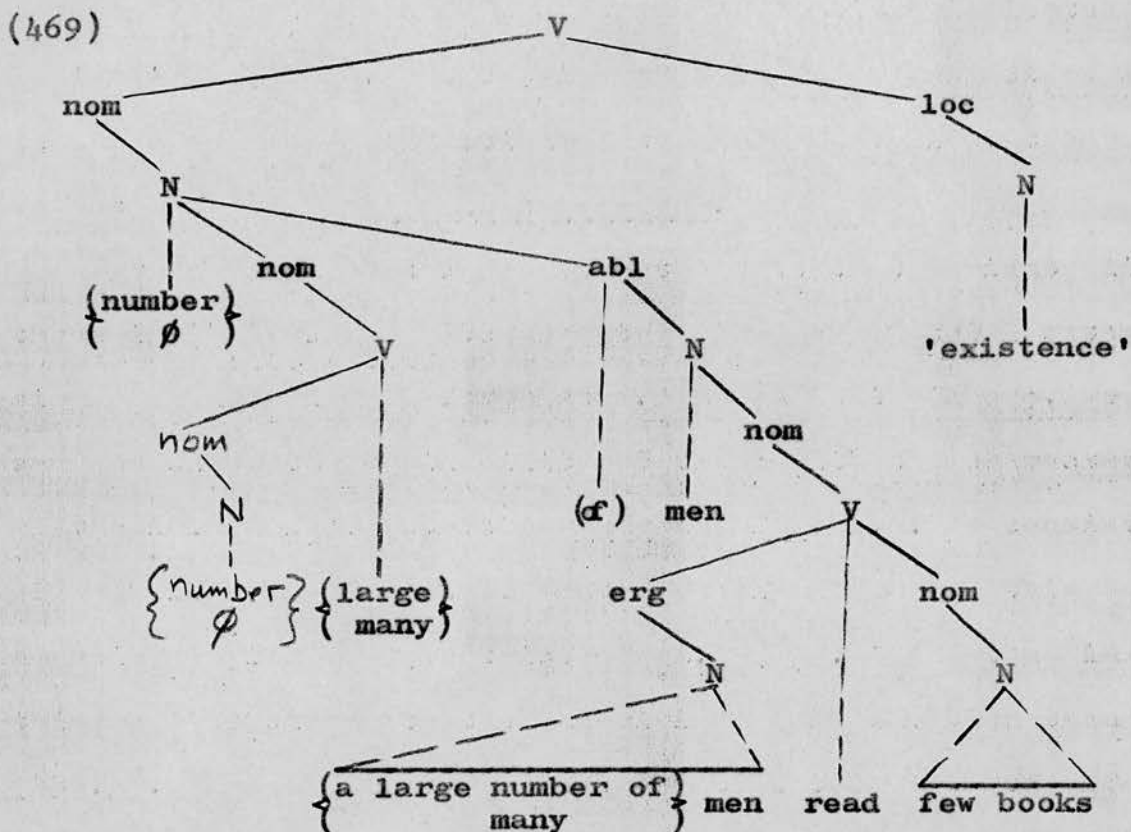 (469)
V
nom loc
N N
nom abl
{number
ø}
V N 'existence'
nom nom
(of) men V
N
{number
ø} {large
many} erg nom
N N
{a large number of
many} men read few books